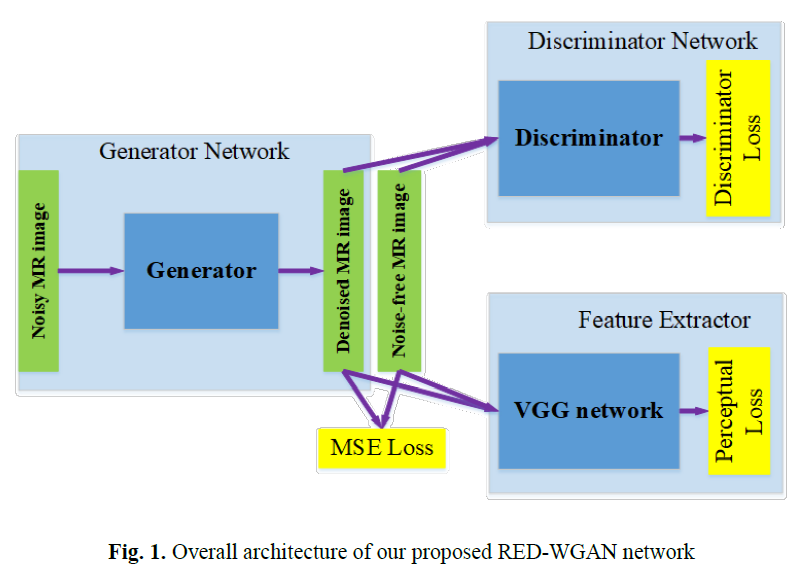 Discriminator Network
Discriminator
Discriminator
Loss
Generator Network
Noisy MR image
Generator
Denoised MR image
Noise-free MR image
MSE Loss
Feature Extractor
VGG network
Perceptual
Loss
Fig. 1. Overall architecture of our proposed RED-WGAN network